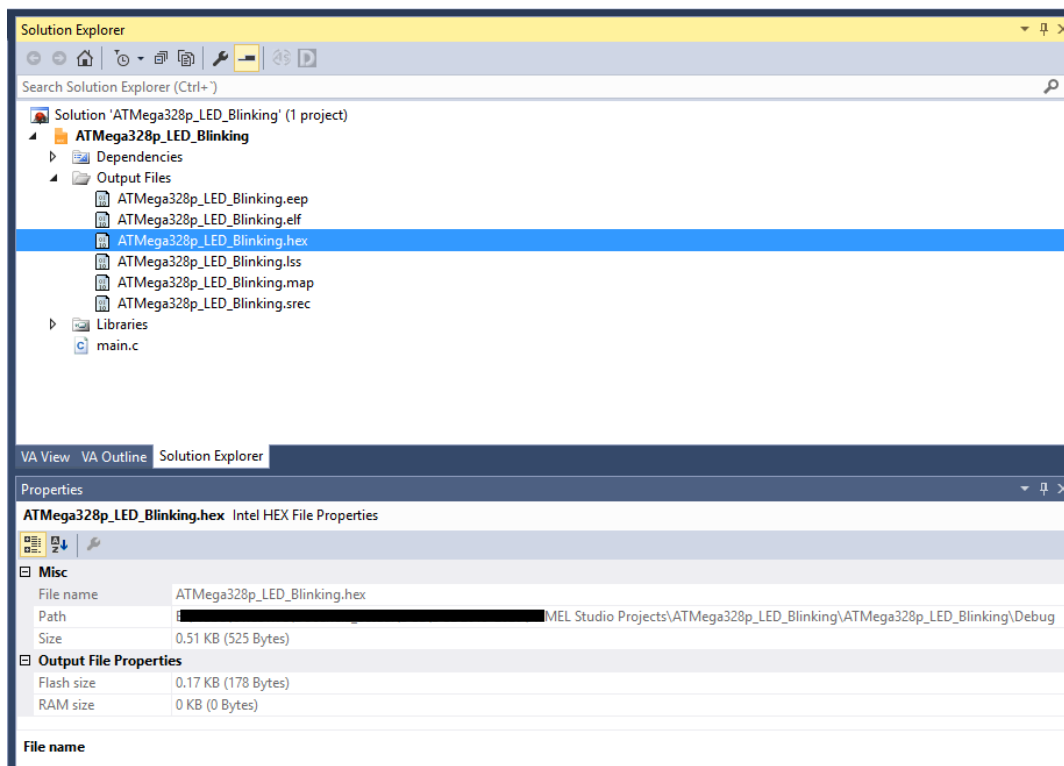 Solution Explorer
Search Solution Explorer (Ctrl+`)
Solution 'ATMega328p_LED_Blinking' (1 project)
ATMega328p_LED_Blinking
Dependencies
Output Files
ATMega328p_LED_Blinking.eep
ATMega328p_LED_Blinking.elf
ATMega328p_LED_Blinking.hex
ATMega328p_LED_Blinking.lss
ATMega328p_LED_Blinking.map
ATMega328p_LED_Blinking.srec
Libraries
main.c
VA View VA Outline Solution Explorer
Properties
ATMega328p_LED_Blinking.hex Intel HEX File Properties
Misc
File name ATMega328p_LED_Blinking.hex
Path MEL Studio Projects\ATMega328p_LED_Blinking\ATMega328p_LED_Blinking\Debug
Size 0.51 KB (525 Bytes)
Output File Properties
Flash size 0.17 KB (178 Bytes)
RAM size 0 KB (0 Bytes)
File name